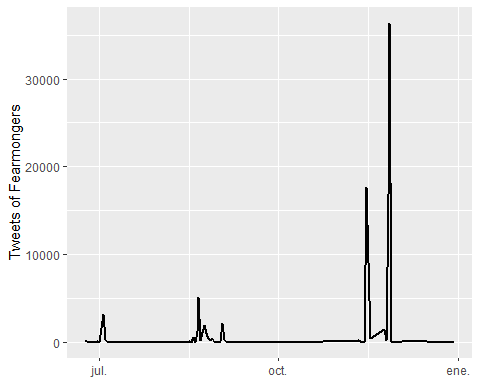 Tweets of Fearmongers
30000
20000
10000
0
jul.
oct.
ene.